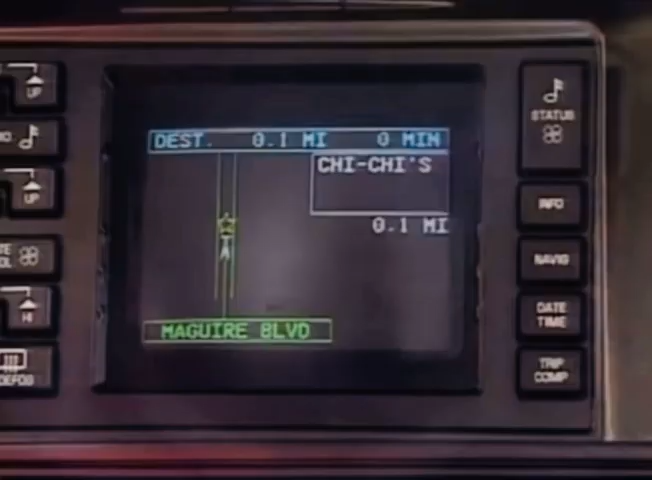 UP
STATUS
DEST. 0.1 MI 0 MIN
CHI-CHI'S
UP
INFO
0.1 MI
NAVIG
HI
DATE
TIME
MAGUIRE BLVD
TRIP
COMP
DEFOG